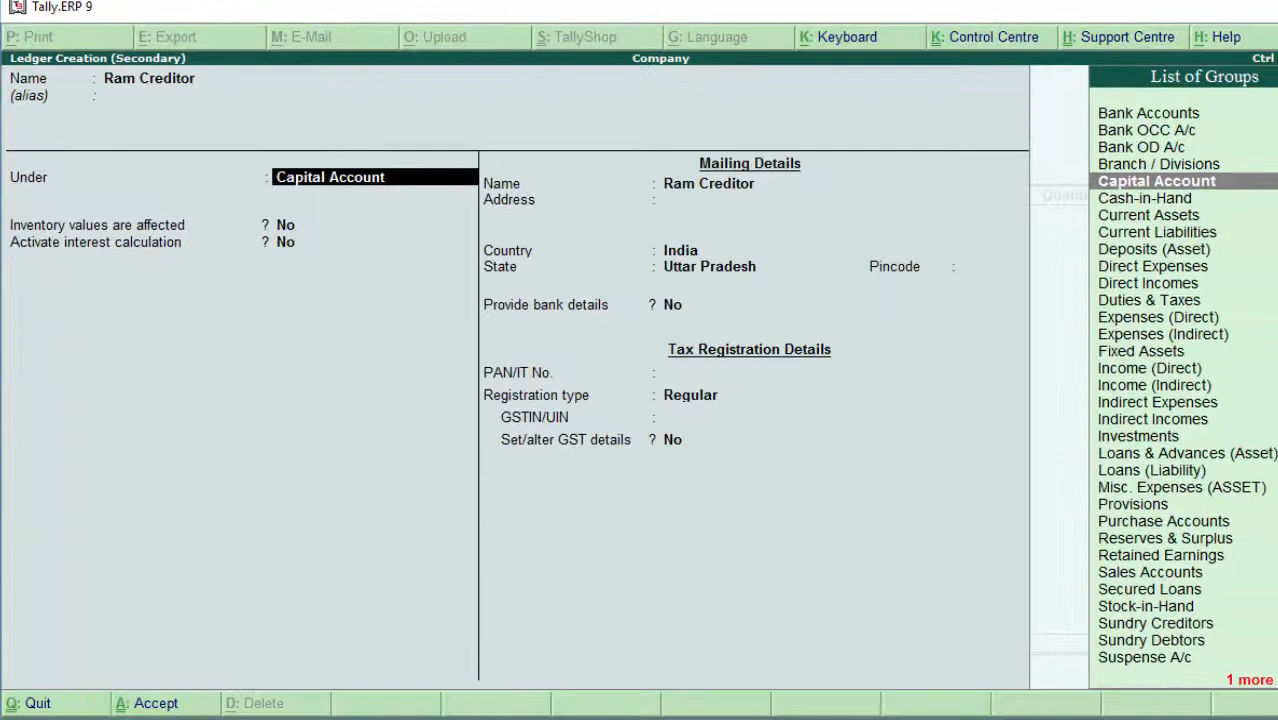 Tally.ERP 9
P: Print E: Export M: E-Mail O: Upload S: TallyShop G: Language K: Keyboard K: Control Centre H: Support Centre H: Help
Ledger Creation (Secondary) Company Ctrl
Name : Ram Creditor
(alias) :
Under : Capital Account
Inventory values are affected ? No
Activate interest calculation ? No
Mailing Details
Name : Ram Creditor
Address :
Country : India
State : Uttar Pradesh Pincode :
Provide bank details ? No
Tax Registration Details
PAN/IT No. :
Registration type : Regular
GSTIN/UIN :
Set/alter GST details ? No
Quanti
List of Groups
Bank Accounts
Bank OCC A/c
Bank OD A/c
Branch / Divisions
Capital Account
Cash-in-Hand
Current Assets
Current Liabilities
Deposits (Asset)
Direct Expenses
Direct Incomes
Duties & Taxes
Expenses (Direct)
Expenses (Indirect)
Fixed Assets
Income (Direct)
Income (Indirect)
Indirect Expenses
Indirect Incomes
Investments
Loans & Advances (Asset)
Loans (Liability)
Misc. Expenses (ASSET)
Provisions
Purchase Accounts
Reserves & Surplus
Retained Earnings
Sales Accounts
Secured Loans
Stock-in-Hand
Sundry Creditors
Sundry Debtors
Suspense A/c
1 more
Q: Quit A: Accept D: Delete